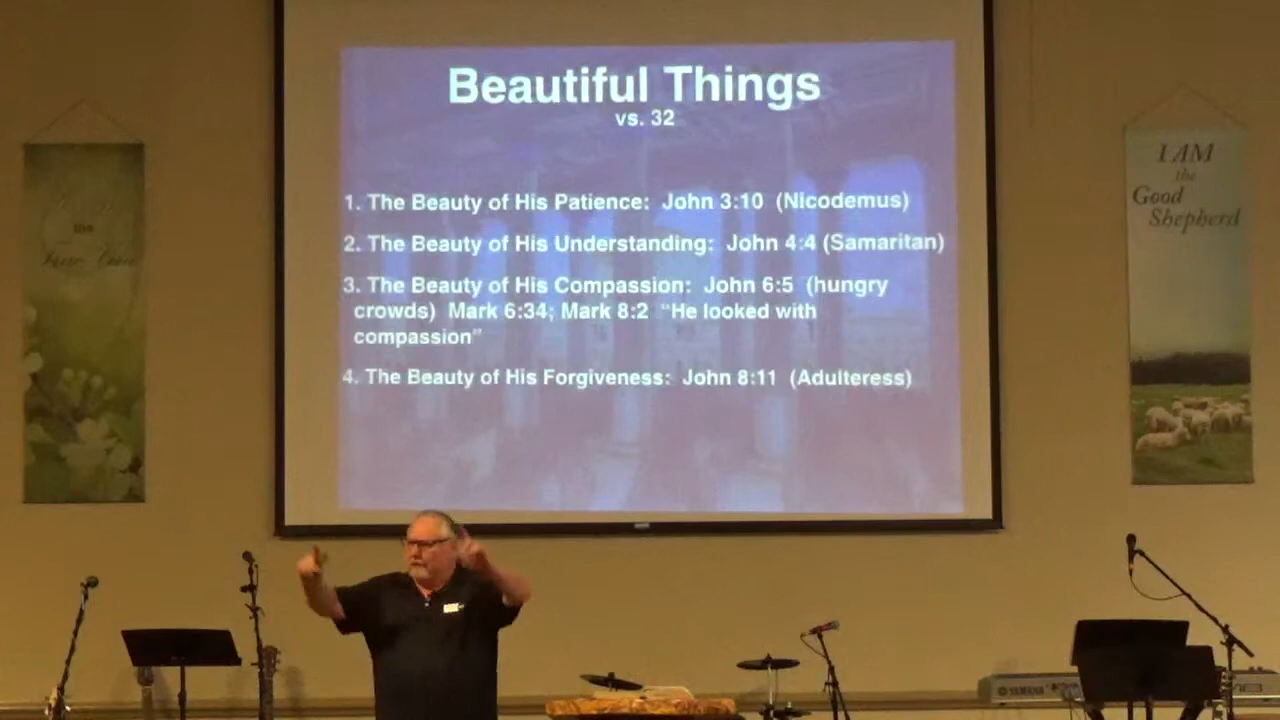 Beautiful Things
vs. 32
1. The Beauty of His Patience: John 3:10 (Nicodemus)
2. The Beauty of His Understanding: John 4:4 (Samaritan)
3. The Beauty of His Compassion: John 6:5 (hungry
crowds) Mark 6:34; Mark 8:2 “He looked with
compassion”
4. The Beauty of His Forgiveness: John 8:11 (Adulteress)
I AM
the
Good
Shepherd
the
YAMAHA